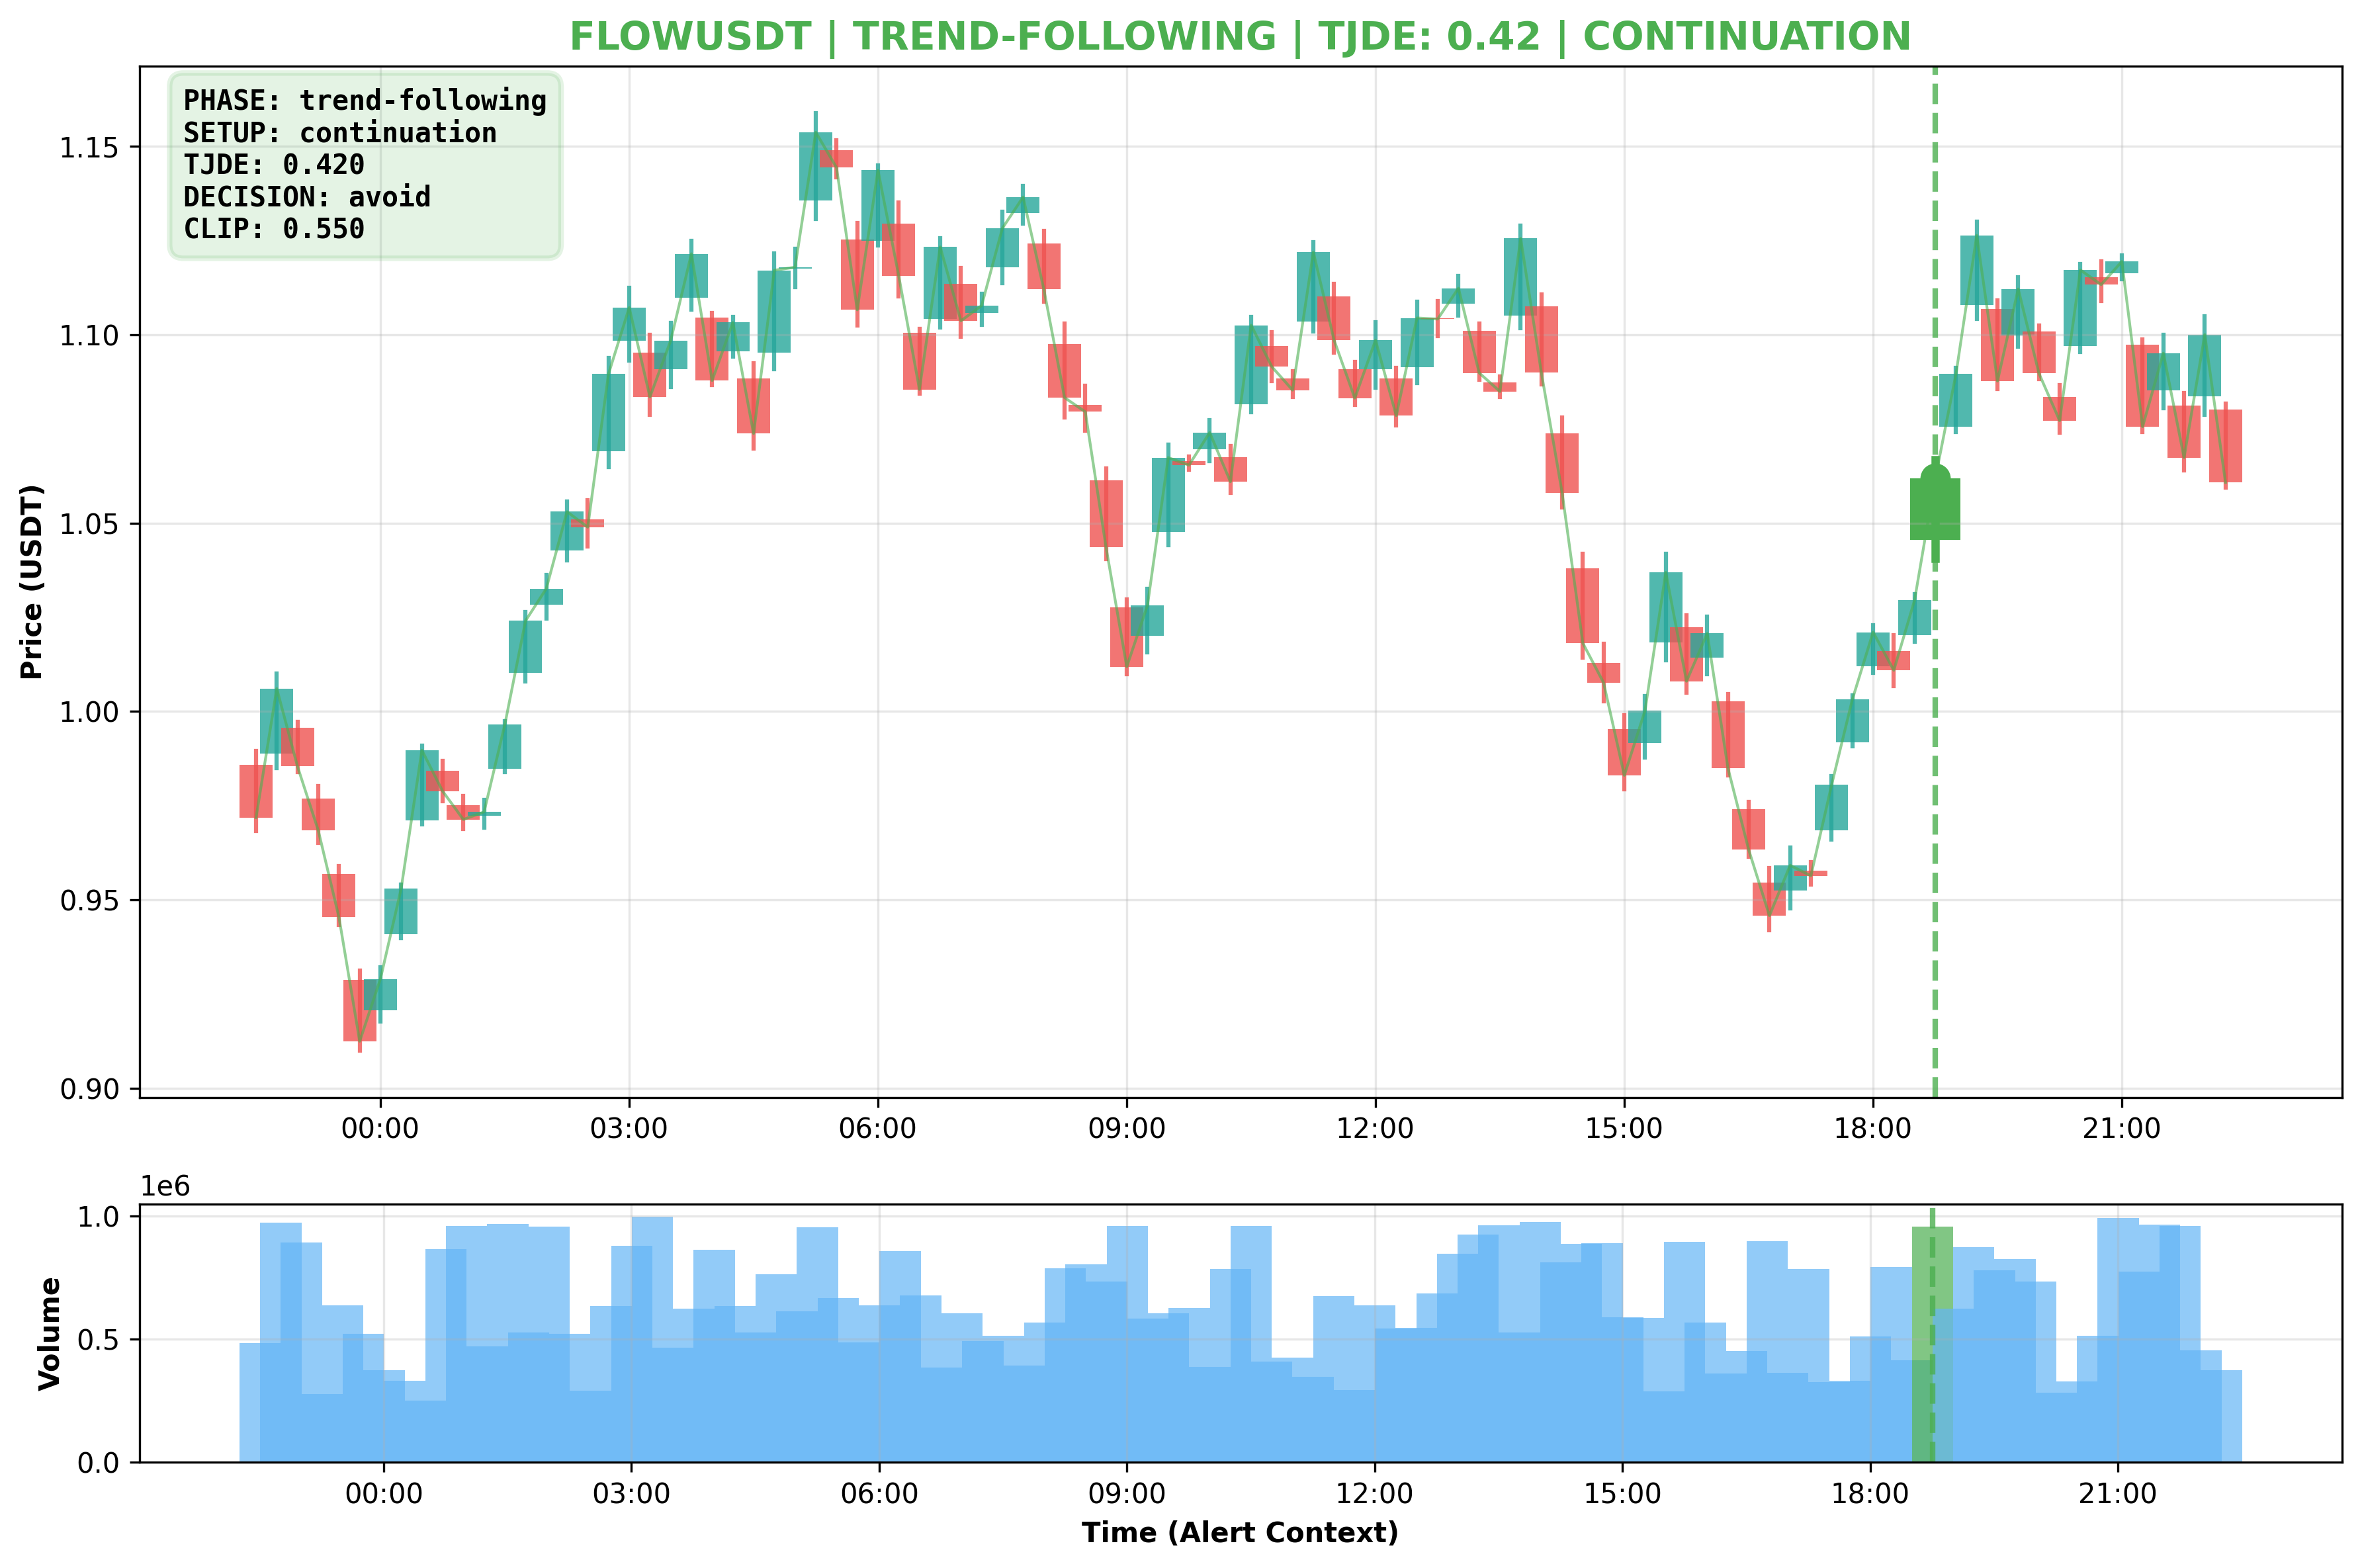 FLOWUSDT | TREND-FOLLOWING | TJDE: 0.42 | CONTINUATION
PHASE: trend-following
SETUP: continuation
TJDE: 0.420
DECISION: avoid
CLIP: 0.550
Price (USDT)
1.15
1.10
1.05
1.00
0.95
0.90
00:00 03:00 06:00 09:00 12:00 15:00 18:00 21:00
1e6
Volume
1.0
0.5
0.0
00:00 03:00 06:00 09:00 12:00 15:00 18:00 21:00
Time (Alert Context)